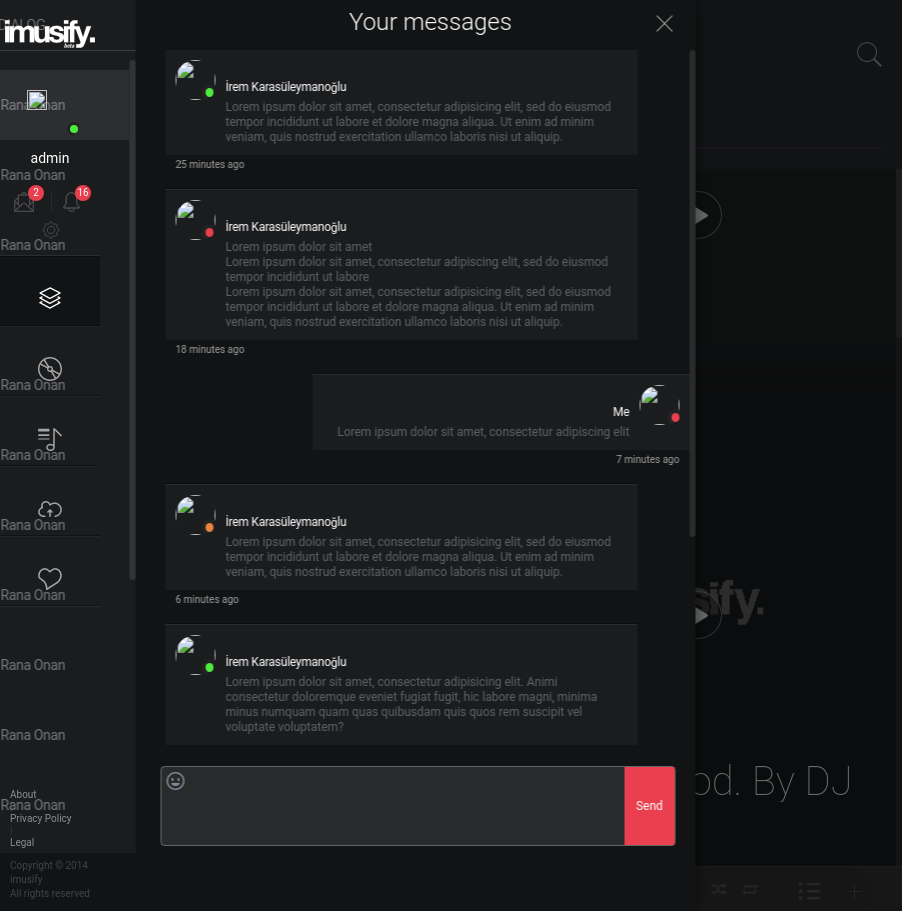 DIALOG
imusify.
beta
Your messages
Rana Onan
admin
Rana Onan
2
16
Rana Onan
Rana Onan
Rana Onan
Rana Onan
Rana Onan
Rana Onan
Rana Onan
About
Rana Onan
Privacy Policy
|
Legal
Copyright © 2014
imusify
All rights reserved
İrem Karasüleymanoğlu
Lorem ipsum dolor sit amet, consectetur adipisicing elit, sed do eiusmod
tempor incididunt ut labore et dolore magna aliqua. Ut enim ad minim
veniam, quis nostrud exercitation ullamco laboris nisi ut aliquip.
25 minutes ago
İrem Karasüleymanoğlu
Lorem ipsum dolor sit amet
Lorem ipsum dolor sit amet, consectetur adipiscing elit, sed do eiusmod
tempor incididunt ut labore
Lorem ipsum dolor sit amet, consectetur adipisicing elit, sed do eiusmod
tempor incididunt ut labore et dolore magna aliqua. Ut enim ad minim
veniam, quis nostrud exercitation ullamco laboris nisi ut aliquip.
18 minutes ago
Me
Lorem ipsum dolor sit amet, consectetur adipiscing elit
7 minutes ago
İrem Karasüleymanoğlu
Lorem ipsum dolor sit amet, consectetur adipisicing elit, sed do eiusmod
tempor incididunt ut labore et dolore magna aliqua. Ut enim ad minim
veniam, quis nostrud exercitation ullamco laboris nisi ut aliquip.
6 minutes ago
İrem Karasüleymanoğlu
Lorem ipsum dolor sit amet, consectetur adipisicing elit. Animi
consectetur doloremque eveniet fugiat fugit, hic labore magni, minima
minus numquam quam quas quibusdam quis quos rem suscipit vel
voluptate voluptatem?
Send
sify.
od. By DJ